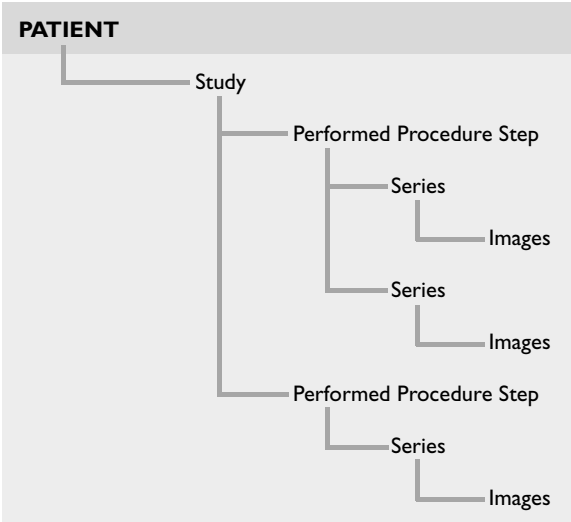 PATIENT
Study
Performed Procedure Step
Series
Images
Series
Images
Performed Procedure Step
Series
Images